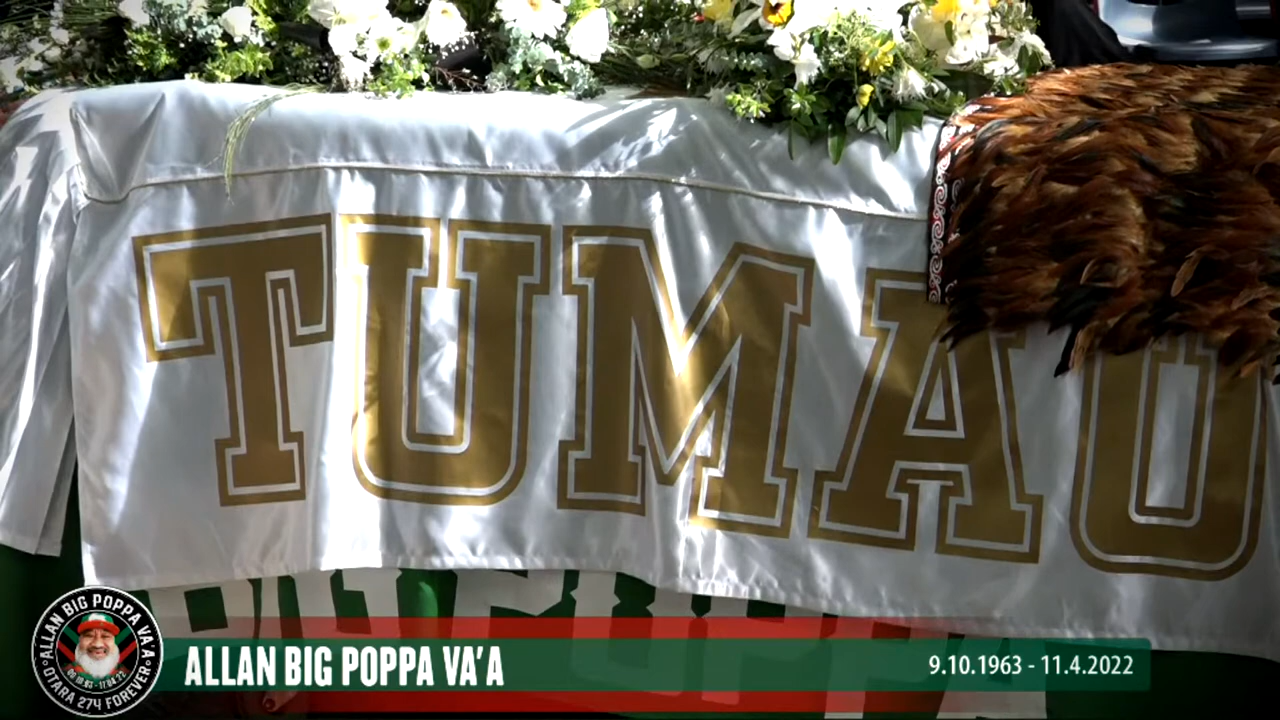 TUMAU
ALLAN BIG POPPA VA'A
9.10.1963 - 11.4.2022
ALLAN BIG POPPA VA'A
OTARA 274 FOREVER